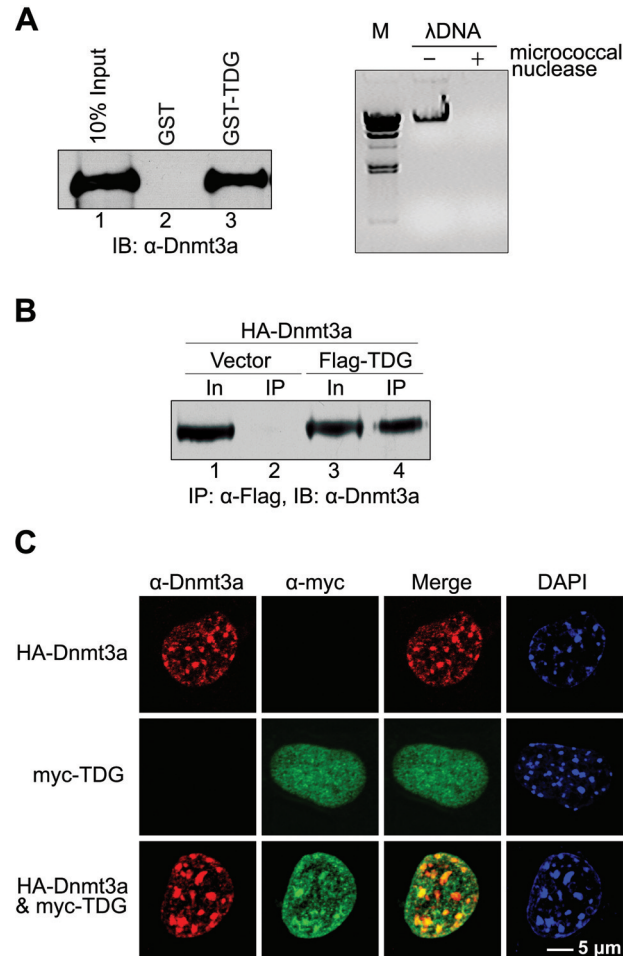 A
10% Input
GST
GST-TDG
1 2 3
IB: α-Dnmt3a
M
λDNA
− +
micrococcal
nuclease
B
HA-Dnmt3a
Vector Flag-TDG
In IP In IP
1 2 3 4
IP: α-Flag, IB: α-Dnmt3a
C
α-Dnmt3a α-myc Merge DAPI
HA-Dnmt3a
myc-TDG
HA-Dnmt3a
& myc-TDG
5 µm